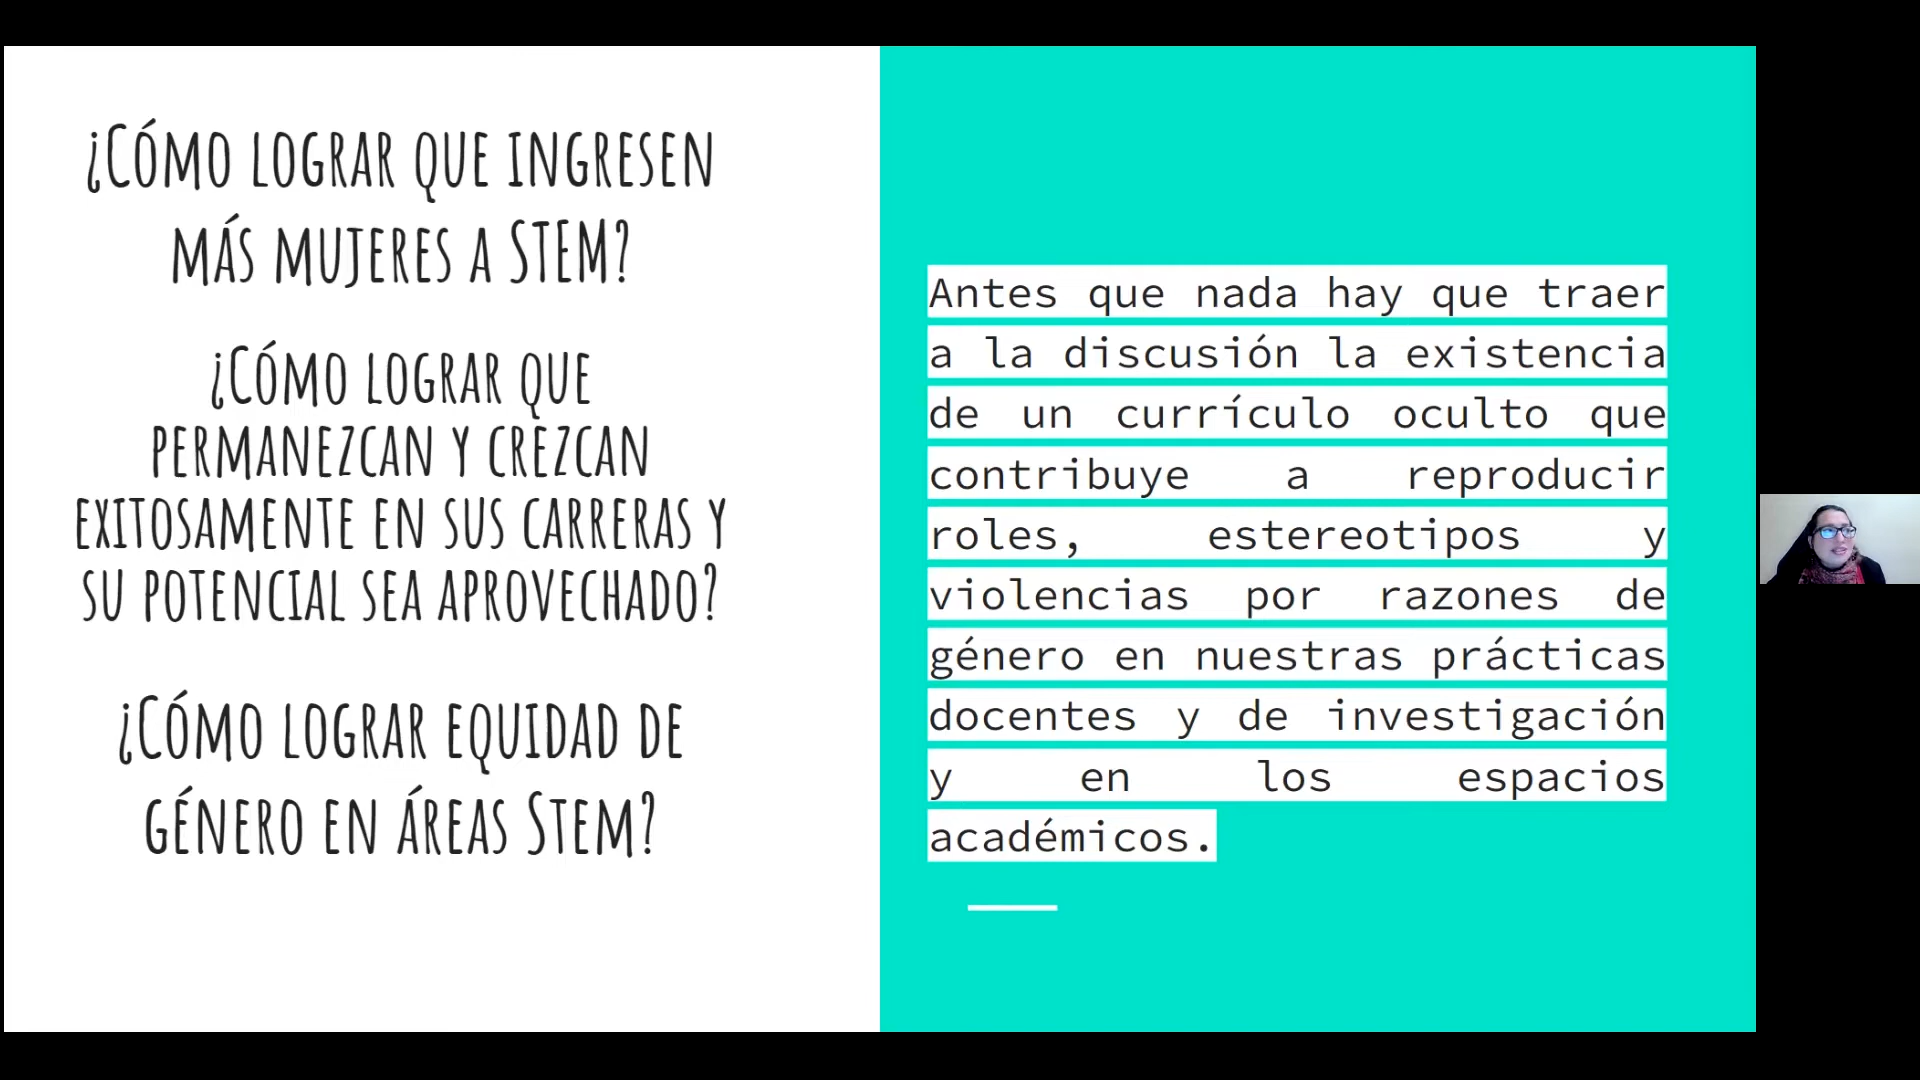 ¿Cómo lograr que ingresen
más mujeres a STEM?
¿Cómo lograr que
permanezcan y crezcan
exitosamente en sus carreras y
su potencial sea aprovechado?
¿Cómo lograr equidad de
género en áreas Stem?
Antes que nada hay que traer
a la discusión la existencia
de un currículo oculto que
contribuye a reproducir
roles, estereotipos y
violencias por razones de
género en nuestras prácticas
docentes y de investigación
y en los espacios
académicos.